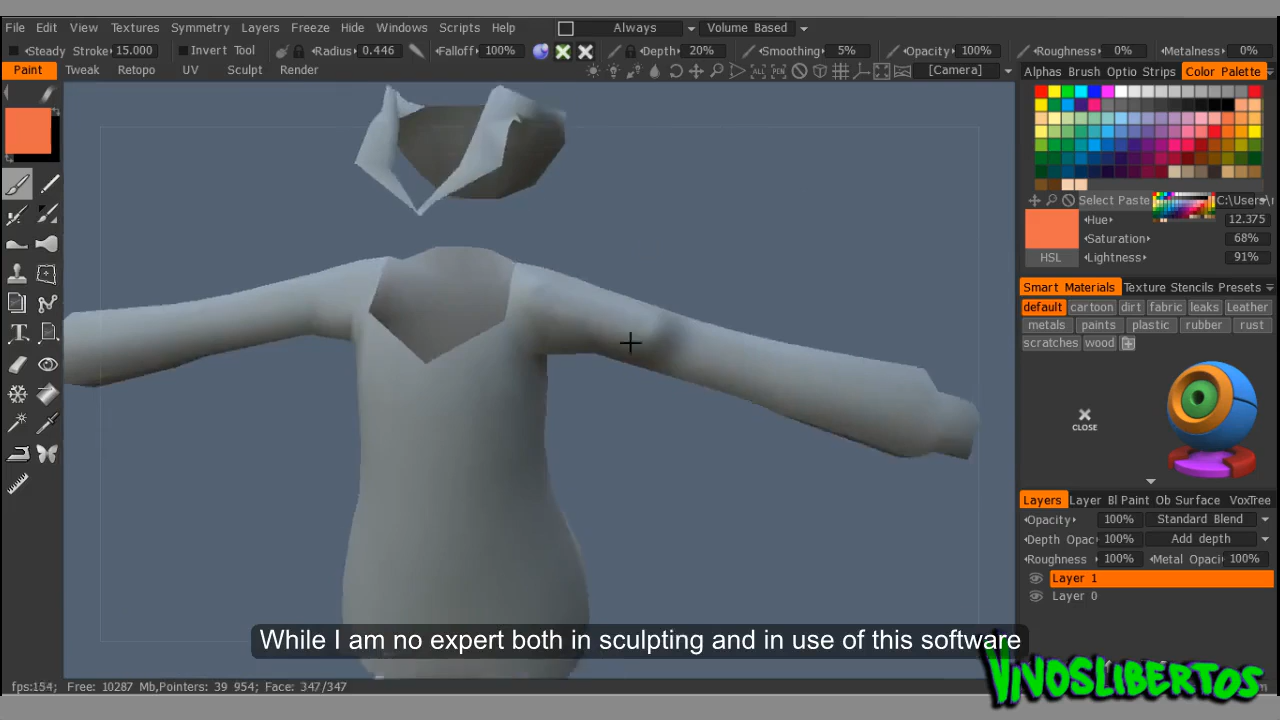 File Edit View Textures Symmetry Layers Freeze Hide Windows Scripts Help Always Volume Based
Steady Stroke 15.000 Invert Tool Radius 0.446 Falloff 100% Depth 20% Smoothing 5% Opacity 100% Roughness 0% Metalness 0%
Paint Tweak Retopo UV Sculpt Render ALL PEN [Camera] Alphas Brush Optio Strips Color Palette
Select Paste C:\Users\
Hue 12.375
Saturation 68%
HSL Lightness 91%
Smart Materials Texture Stencils Presets
default cartoon dirt fabric leaks Leather
metals paints plastic rubber rust
scratches wood
CLOSE
Layers Layer Bl Paint Ob Surface VoxTree
Opacity 100% Standard Blend
Depth Opac 100% Add depth
Roughness 100% Metal Opaci 100%
Layer 1
Layer 0
While I am no expert both in sculpting and in use of this software
VIVOSLIBERTOS
fps:154; Free: 10287 Mb,Pointers: 39 954; Face: 347/347